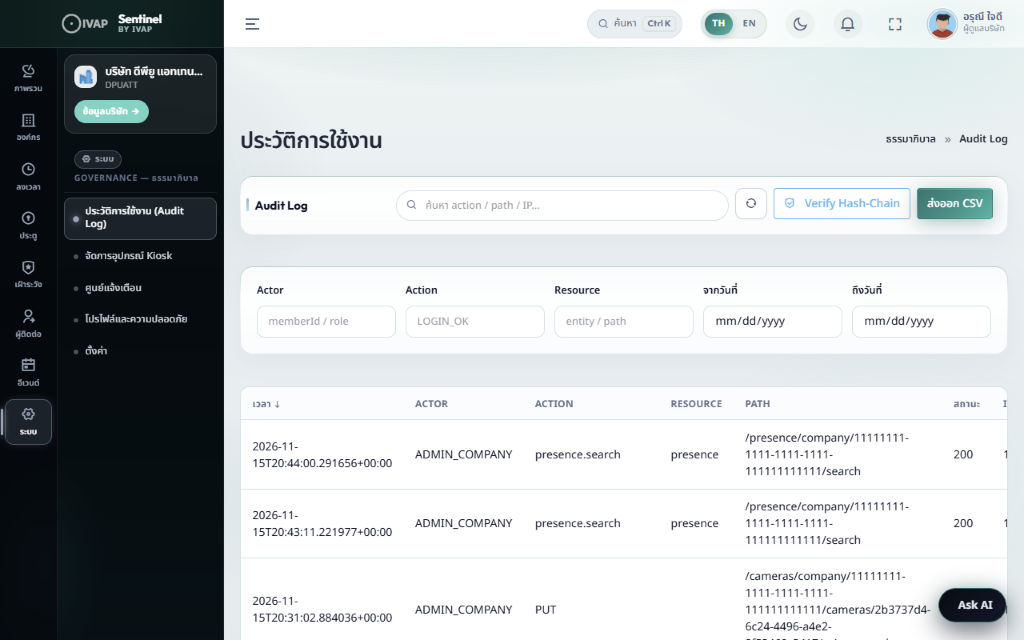 IVAP
Sentinel
BY IVAP
ค้นหา Ctrl K
TH EN
อรุณี ใจดี
ผู้ดูแลบริษัท
ภาพรวม
องค์กร
ลงเวลา
ประตู
เฝ้าระวัง
ผู้ติดต่อ
อีเวนต์
ระบบ
บริษัท ดีพียู แอทเทน...
DPUATT
ข้อมูลบริษัท →
ระบบ
GOVERNANCE — ธรรมาภิบาล
ประวัติการใช้งาน (Audit
Log)
จัดการอุปกรณ์ Kiosk
ศูนย์แจ้งเตือน
โปรไฟล์และความปลอดภัย
ตั้งค่า
ประวัติการใช้งาน
ธรรมาภิบาล » Audit Log
Audit Log
ค้นหา action / path / IP...
Verify Hash-Chain
ส่งออก CSV
Actor Action Resource จากวันที่ ถึงวันที่
memberId / role LOGIN_OK entity / path mm/dd/yyyy mm/dd/yyyy
เวลา ↓ ACTOR ACTION RESOURCE PATH สถานะ
2026-11-
15T20:44:00.291656+00:00
ADMIN_COMPANY presence.search presence
/presence/company/11111111-
1111-1111-1111-
111111111111/search
200
2026-11-
15T20:43:11.221977+00:00
ADMIN_COMPANY presence.search presence
/presence/company/11111111-
1111-1111-1111-
111111111111/search
200
2026-11-
15T20:31:02.884036+00:00
ADMIN_COMPANY PUT
/cameras/company/11111111-
1111-1111-1111-
111111111111/cameras/2b3737d4-
6c24-4496-a4e2-
Ask AI